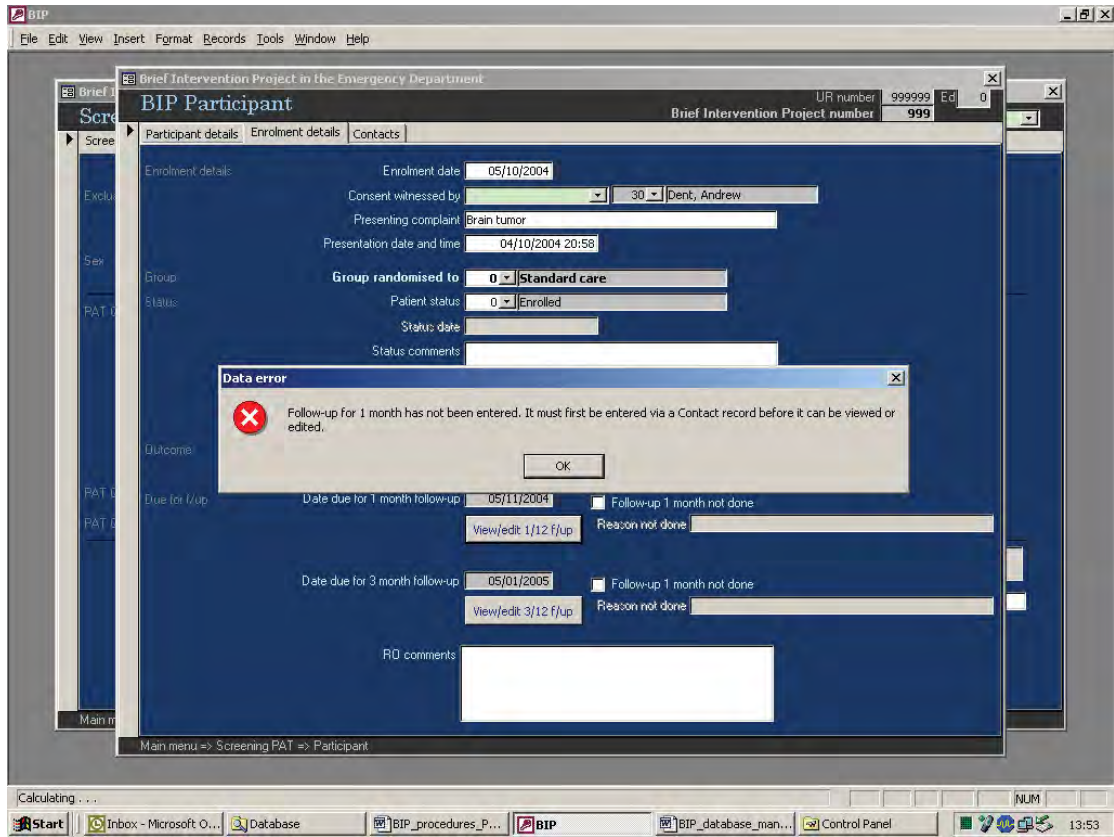 BIP
File Edit View Insert Format Records Tools Window Help
Brief Intervention Project in the Emergency Department
Brief I
BIP Participant
UR number 999999 Ed 0
Scre
Brief Intervention Project number 999
Participant details Enrolment details Contacts
Scree
Enrolment details Enrolment date 05/10/2004
Exclu
Consent witnessed by 30 Dent, Andrew
Presenting complaint Brain tumor
Presentation date and time 04/10/2004 20:58
Sex
Group Group randomised to 0 Standard care
Status Patient status 0 Enrolled
PAT
Status date
Status comments
Data error
Follow-up for 1 month has not been entered. It must first be entered via a Contact record before it can be viewed or
edited.
OK
Outcome
PAT
Due for f/up Date due for 1 month follow-up 05/11/2004 Follow-up 1 month not done
PAT
View/edit 1/12 f/up Reason not done
Date due for 3 month follow-up 05/01/2005 Follow-up 1 month not done
View/edit 3/12 f/up Reason not done
RO comments
Main m
Main menu => Screening PAT => Participant
Calculating . . .
NUM
Start Inbox - Microsoft O... Database BIP_procedures_P... BIP BIP_database_man... Control Panel 13:53